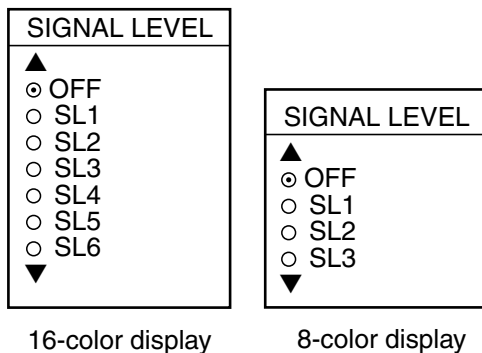 SIGNAL LEVEL
OFF
SL1
SL2
SL3
SL4
SL5
SL6
16-color display
SIGNAL LEVEL
OFF
SL1
SL2
SL3
8-color display